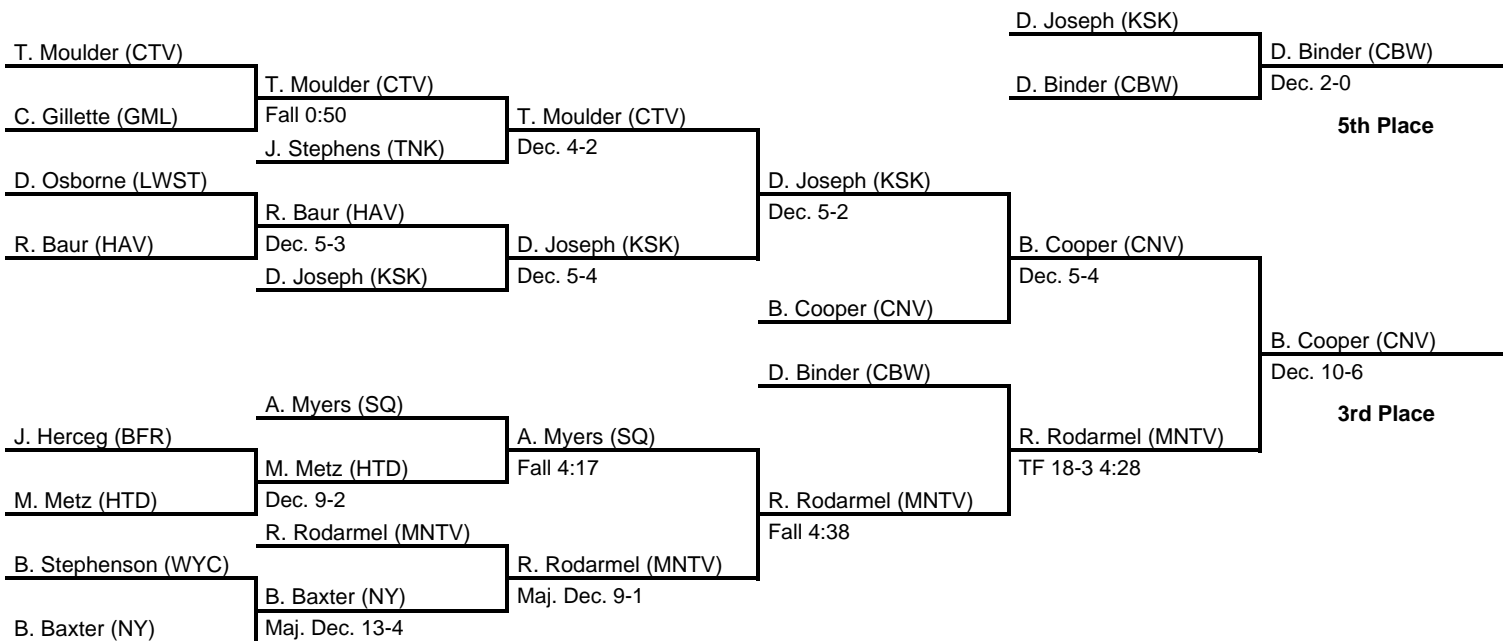 D. Joseph (KSK)
T. Moulder (CTV)
D. Binder (CBW)
T. Moulder (CTV)
D. Binder (CBW)
Dec. 2-0
C. Gillette (GML)
Fall 0:50
T. Moulder (CTV)
5th Place
J. Stephens (TNK)
Dec. 4-2
D. Osborne (LWST)
D. Joseph (KSK)
R. Baur (HAV)
Dec. 5-2
R. Baur (HAV)
Dec. 5-3
D. Joseph (KSK)
B. Cooper (CNV)
D. Joseph (KSK)
Dec. 5-4
Dec. 5-4
B. Cooper (CNV)
B. Cooper (CNV)
D. Binder (CBW)
Dec. 10-6
A. Myers (SQ)
3rd Place
J. Herceg (BFR)
A. Myers (SQ)
R. Rodarmel (MNTV)
M. Metz (HTD)
Fall 4:17
TF 18-3 4:28
M. Metz (HTD)
Dec. 9-2
R. Rodarmel (MNTV)
R. Rodarmel (MNTV)
Fall 4:38
B. Stephenson (WYC)
R. Rodarmel (MNTV)
B. Baxter (NY)
Maj. Dec. 9-1
B. Baxter (NY)
Maj. Dec. 13-4